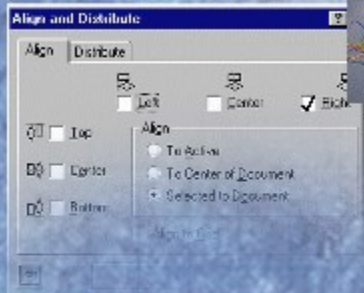 Align and Distribute
Align Distribute
Left Center Right
Top
Align
To Active
Center
To Center of Document
Bottom
Selected to Document